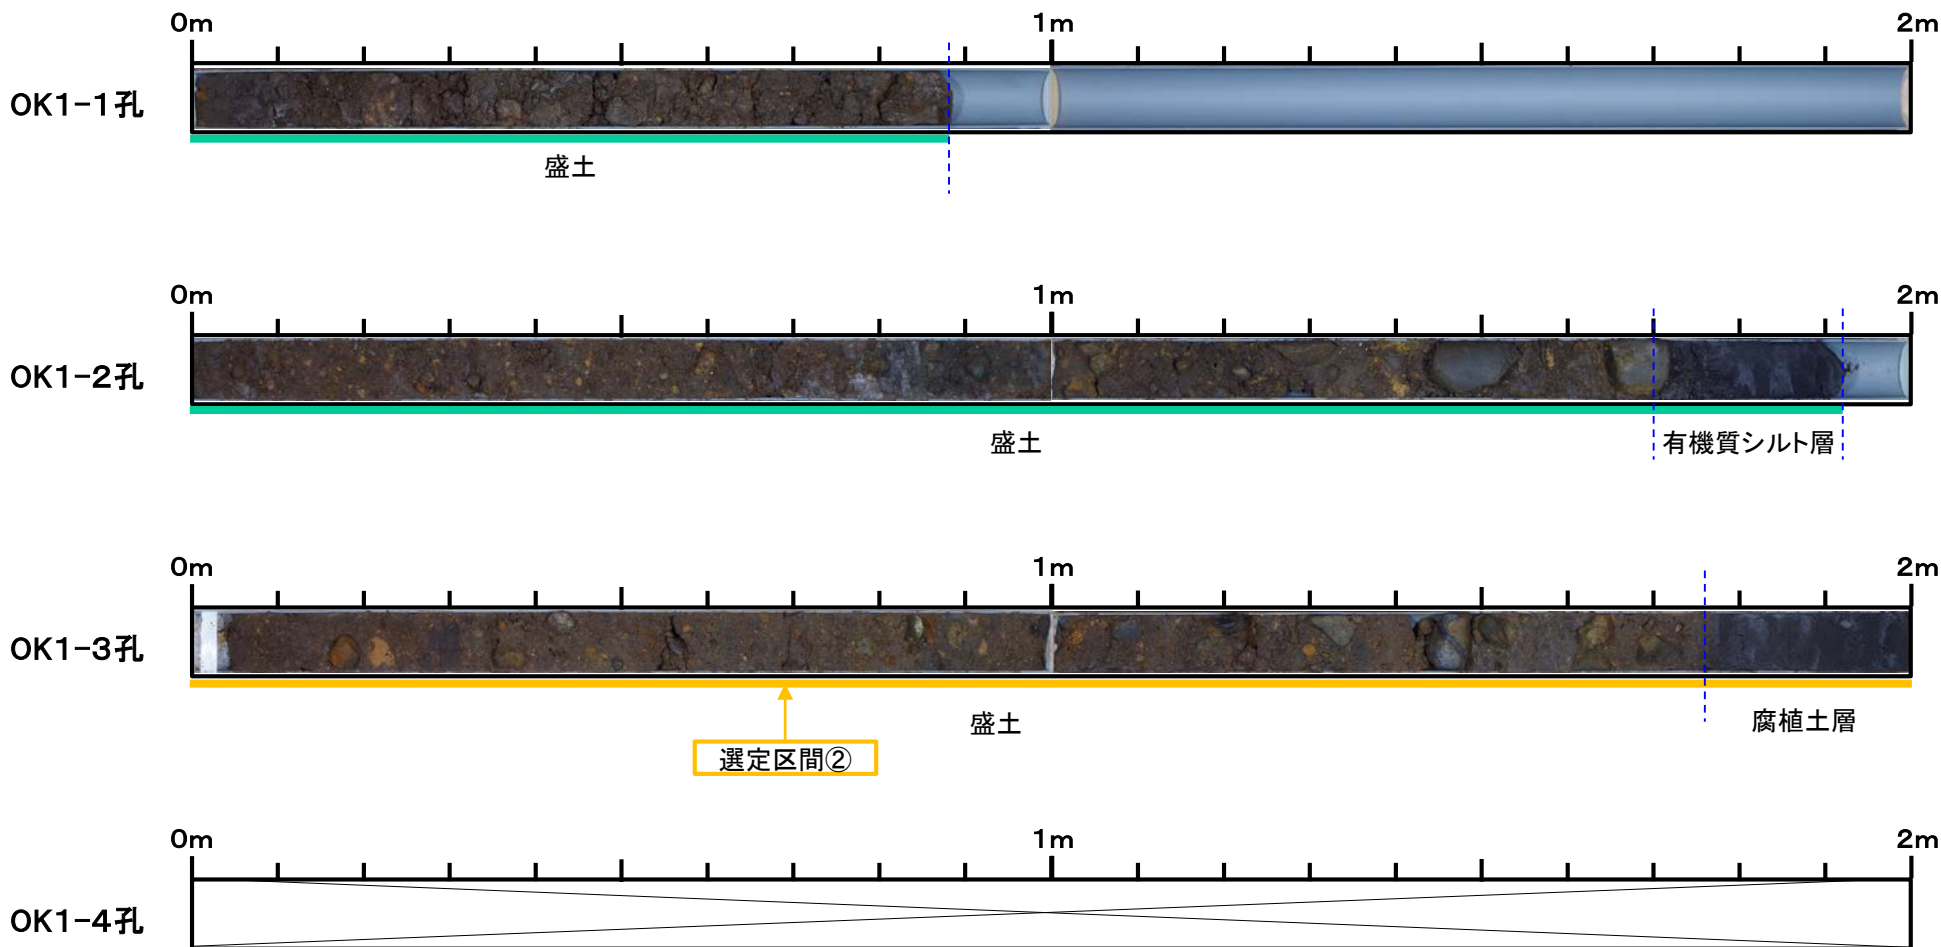 0m 1m 2m
OK1-1孔
盛土
0m 1m 2m
OK1-2孔
盛土 有機質シルト層
0m 1m 2m
OK1-3孔
盛土 腐植土層
選定区間②
0m 1m 2m
OK1-4孔